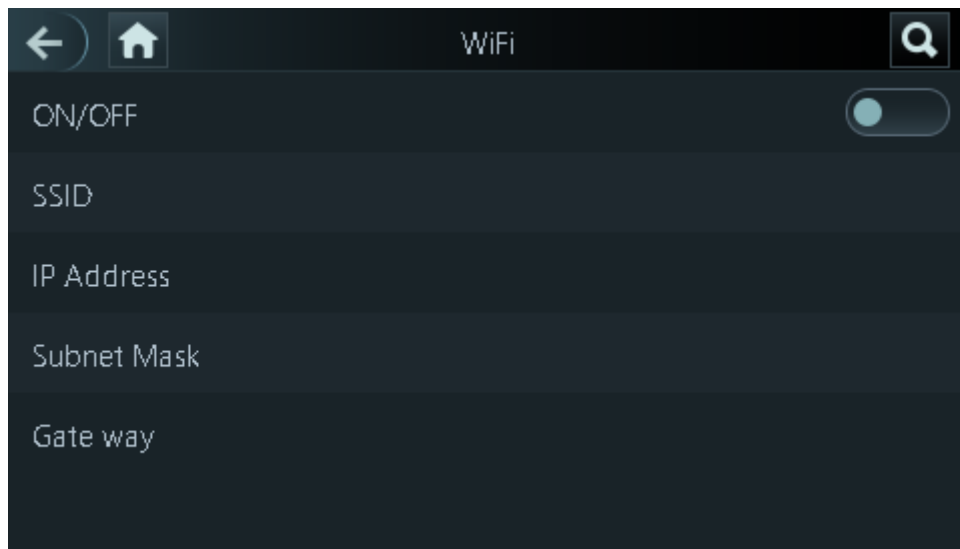 WiFi
ON/OFF
SSID
IP Address
Subnet Mask
Gate way